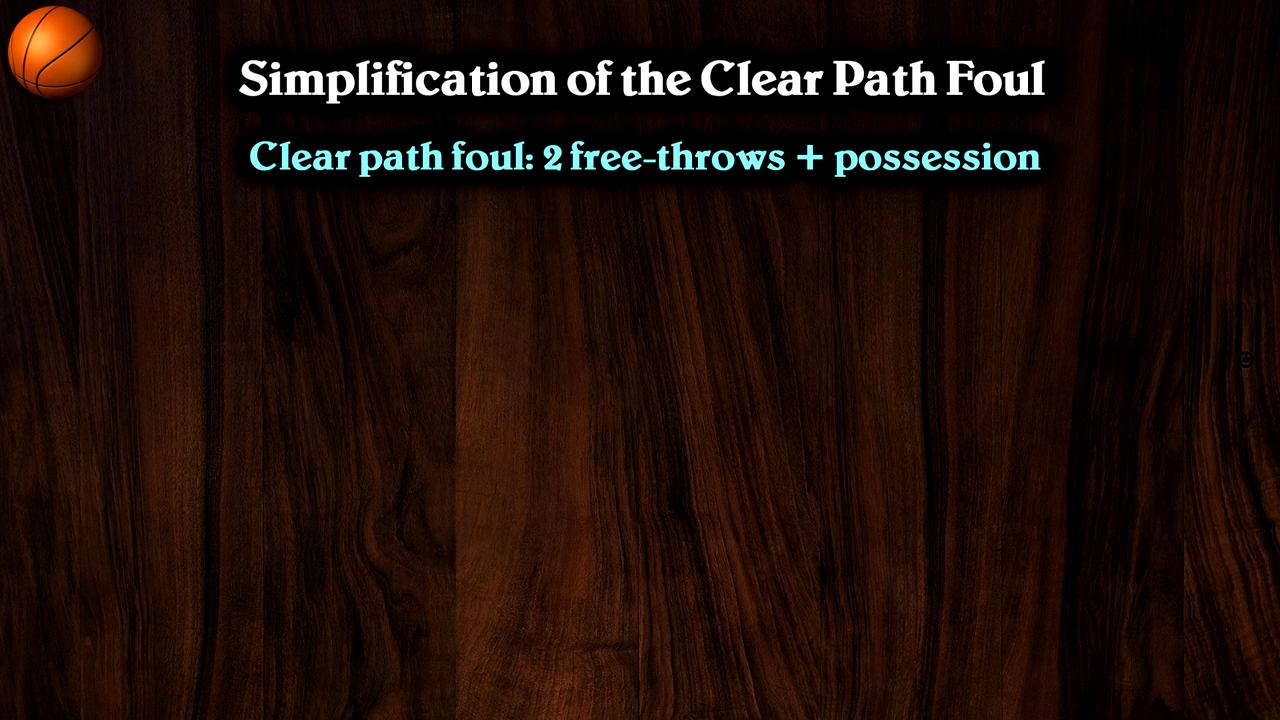 Simplification of the Clear Path Foul
Clear path foul: 2 free-throws + possession